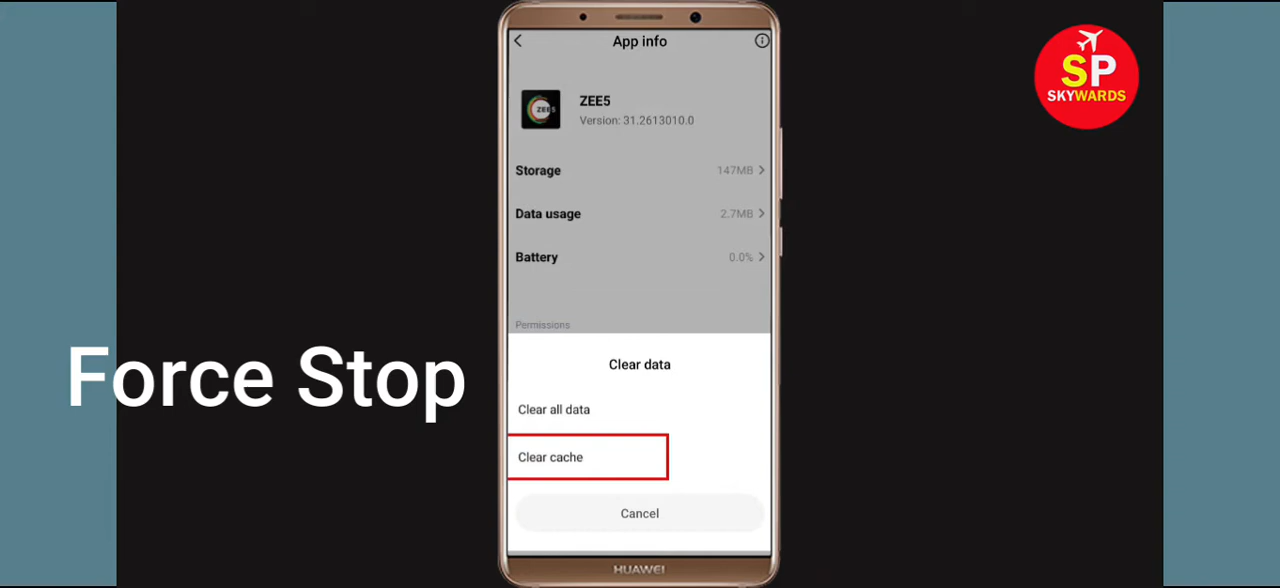 App info
SP
SKYWARDS
ZEE5
ZEE5
Version: 31.2613010.0
Storage 147MB
Data usage 2.7MB
Battery 0.0%
Permissions
Force Stop
Clear data
Clear all data
Clear cache
Cancel
HUAWEI